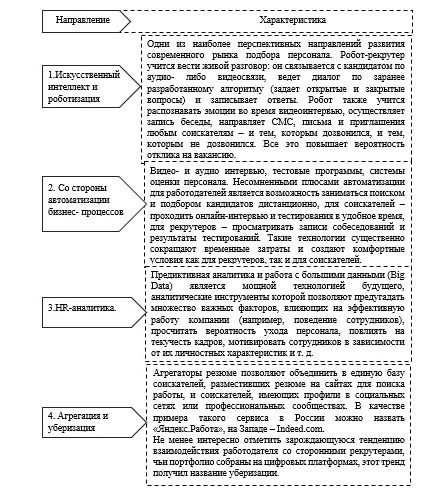 Направление
Характеристика
1.Искусственный
интеллект и
роботизация
Одни из наиболее перспективных направлений развития
современного рынка подбора персонала. Робот-рекрутер
учится вести живой разговор: он связывается с кандидатом по
аудио- либо видеосвязи, ведет диалог по заранее
разработанному алгоритму (задает открытые и закрытые
вопросы) и записывает ответы. Робот также учится
распознавать эмоции во время видеоинтервью, осуществляет
запись беседы, направляет СМС, письма и приглашения
любым соискателям – и тем, которым дозвонился, и тем,
которым не дозвонился. Все это повышает вероятность
отклика на вакансию.
2. Со стороны
автоматизации
бизнес- процессов
Видео- и аудио интервью, тестовые программы, системы
оценки персонала. Несомненными плюсами автоматизации
для работодателей является возможность заниматься поиском
и подбором кандидатов дистанционно, для соискателей –
проходить онлайн-интервью и тестирования в удобное время,
для рекрутеров – просматривать записи собеседований и
результаты тестирований. Такие технологии существенно
сокращают временные затраты и создают комфортные
условия как для рекрутеров, так и для соискателей.
3.HR-аналитика.
Предиктивная аналитика и работа с большими данными (Big
Data) является мощной технологией будущего,
аналитические инструменты которой позволяют предугадать
множество важных факторов, влияющих на эффективную
работу компании (например, поведение сотрудников),
просчитать вероятность ухода персонала, повлиять на
текучесть кадров, мотивировать сотрудников в зависимости
от их личностных характеристик и т. д.
4. Агрегация и
уберизация
Агрегаторы резюме позволяют объединить в единую базу
соискателей, разместивших резюме на сайтах для поиска
работы, и соискателей, имеющих профили в социальных
сетях или профессиональных сообществах. В качестве
примера такого сервиса в России можно назвать
«Яндекс.Работа», на Западе – Indeed.com.
Не менее интересно отметить зарождающуюся тенденцию
взаимодействия работодателя со сторонними рекрутерами,
чьи портфолио собраны на цифровых платформах, этот тренд
получил название уберизации.